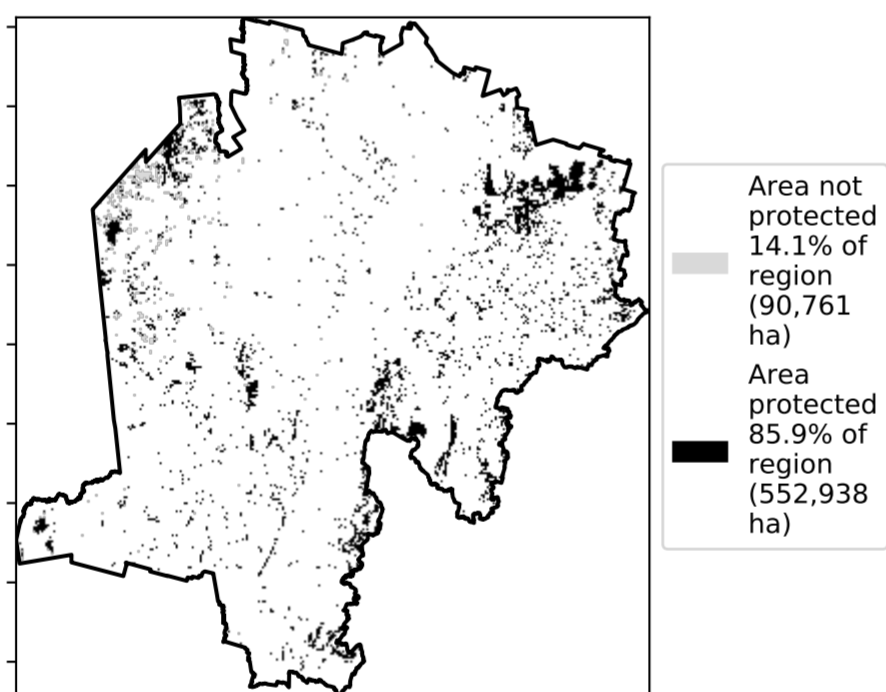 Area not
protected
14.1% of
region
(90,761
ha)
Area
protected
85.9% of
region
(552,938
ha)